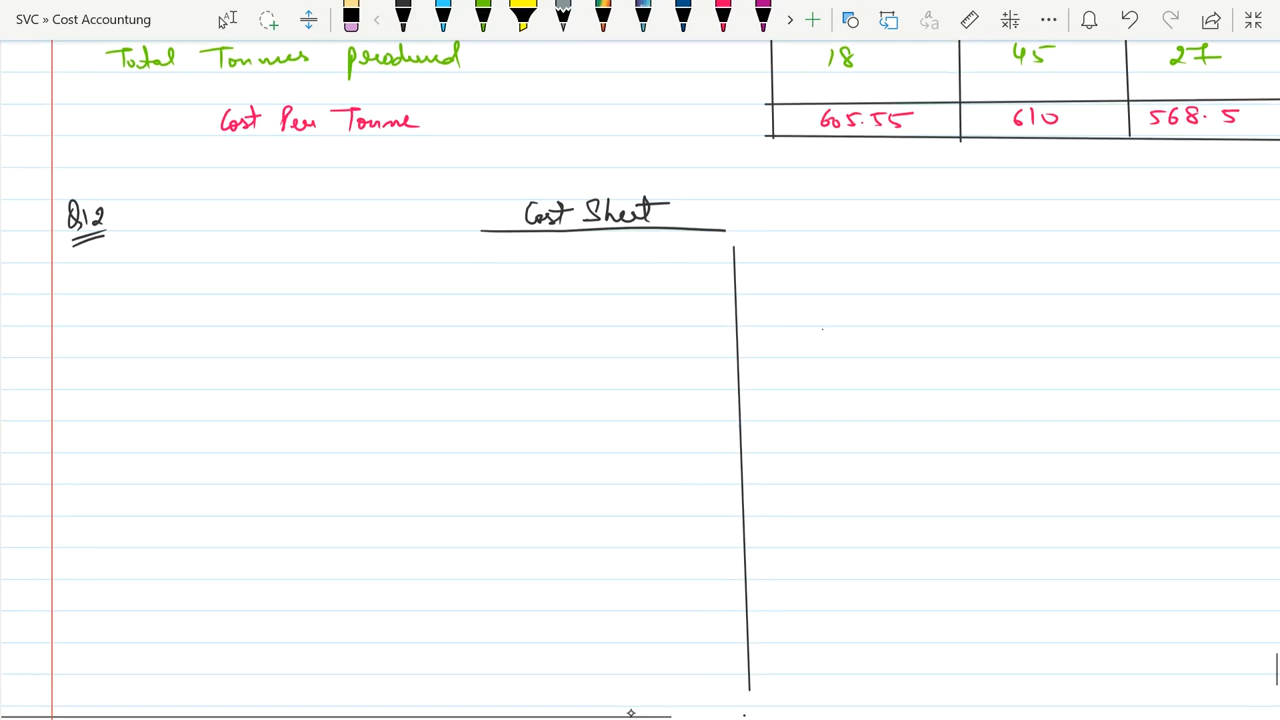 SVC » Cost Accountung
Total Tonnes produced 18 45 27
Cost Per Tonne 605.55 610 568.5
Q12 Cost Sheet